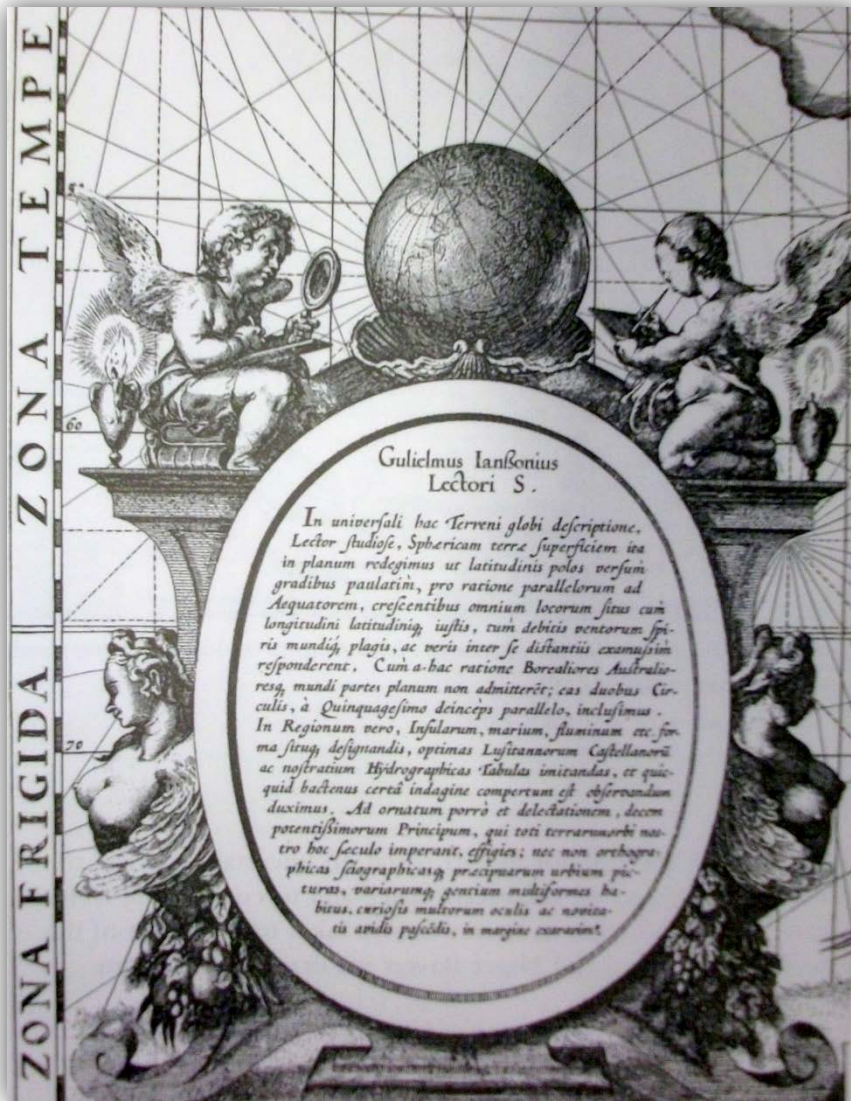 ZONA TEMPE
ZONA FRIGIDA
60
70
Gulielmus Ianßonius
Lectori S.
In universali hac Terreni globi descriptione,
Lector studiose, Sphæricam terræ superficiem ita
in planum redegimus ut latitudinis polos versum
gradibus paulatim, pro ratione parallelorum ad
Aequatorem, crescentibus omnium locorum situs cum
longitudini latitudiniq, iustis, tum debitis ventorum spi-
ris mundiq, plagis, ac veris inter se distantiis examussim
responderent. Cum a-hac ratione Borealiores Australio-
resq, mundi partes planum non admitterēt; eas duobus Cir-
culis, à Quinquagesimo deinceps parallelo, inclusimus.
In Regionum vero, Insularum, marium, fluminum etc for-
ma situq, designandis, optimas Lusitannorum Castellanorū
ac nostratium Hydrographicas Tabulas imitandas, et quic-
quid hactenus certâ indagine compertum est observandum
duximus. Ad ornatum porrò et delectationem, decem
potentißimorum Principum, qui toti terrarumorbi nos-
tro hoc sæculo imperant, effigies; nec non orthogra-
phicas sciographicasq, præcipuarum urbium pic-
turas, variarumq, gentium multiformes ha-
bitus, curiosis multorum oculis ac novita-
tis avidis pascēdis, in margine exaravimꝰ.